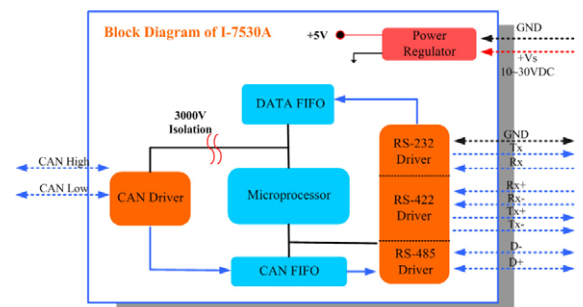 Block Diagram of I-7530A
+5V
Power
Regulator
GND
+Vs
10~30VDC
DATA FIFO
3000V
Isolation
RS-232
Driver
GND
Tx
Rx
CAN High
CAN Low
CAN Driver
Microprocessor
RS-422
Driver
Rx+
Rx-
Tx+
Tx-
CAN FIFO
RS-485
Driver
D-
D+